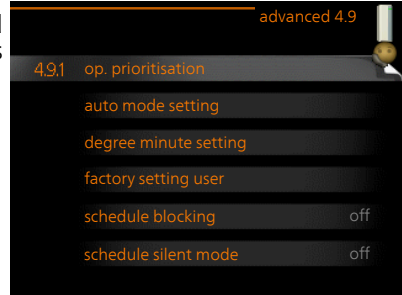 advanced 4.9
4.9.1 op. prioritisation
auto mode setting
degree minute setting
factory setting user
schedule blocking off
schedule silent mode off